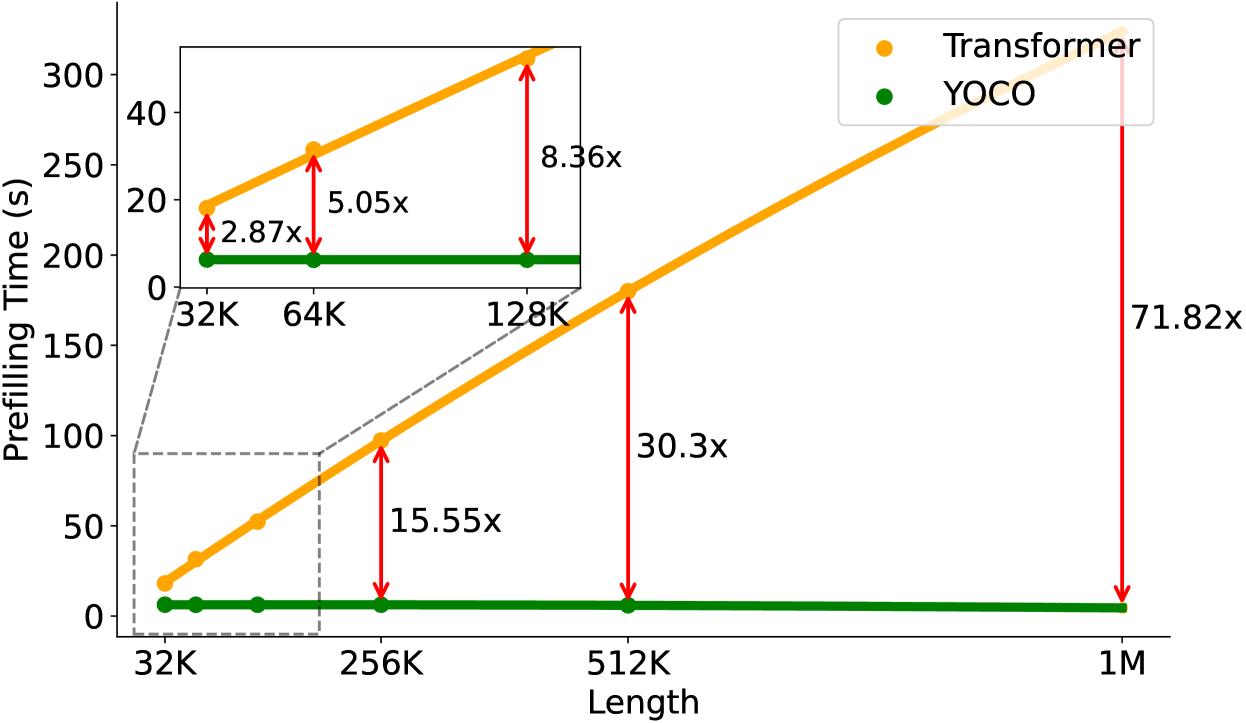 Transformer
YOCO
Prefilling Time (s)
300
250
200
150
100
50
0
40
20
0
32K 64K 128K
2.87x
5.05x
8.36x
15.55x
30.3x
71.82x
32K 256K 512K 1M
Length